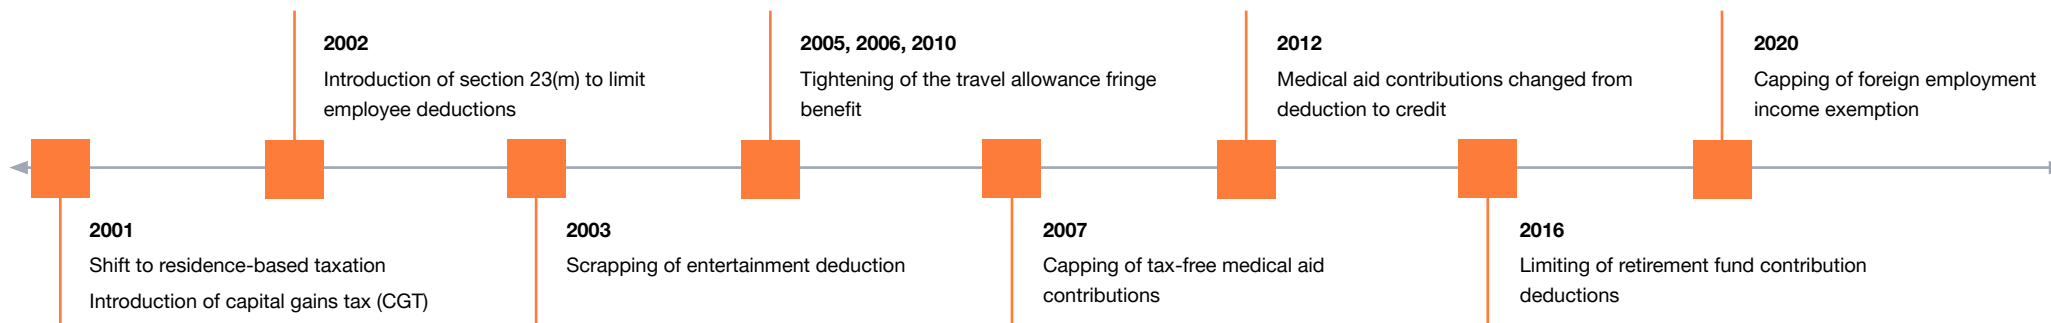 2001
Shift to residence-based taxation
Introduction of capital gains tax (CGT)
2002
Introduction of section 23(m) to limit
employee deductions
2003
Scrapping of entertainment deduction
2005, 2006, 2010
Tightening of the travel allowance fringe
benefit
2007
Capping of tax-free medical aid
contributions
2012
Medical aid contributions changed from
deduction to credit
2016
Limiting of retirement fund contribution
deductions
2020
Capping of foreign employment
income exemption